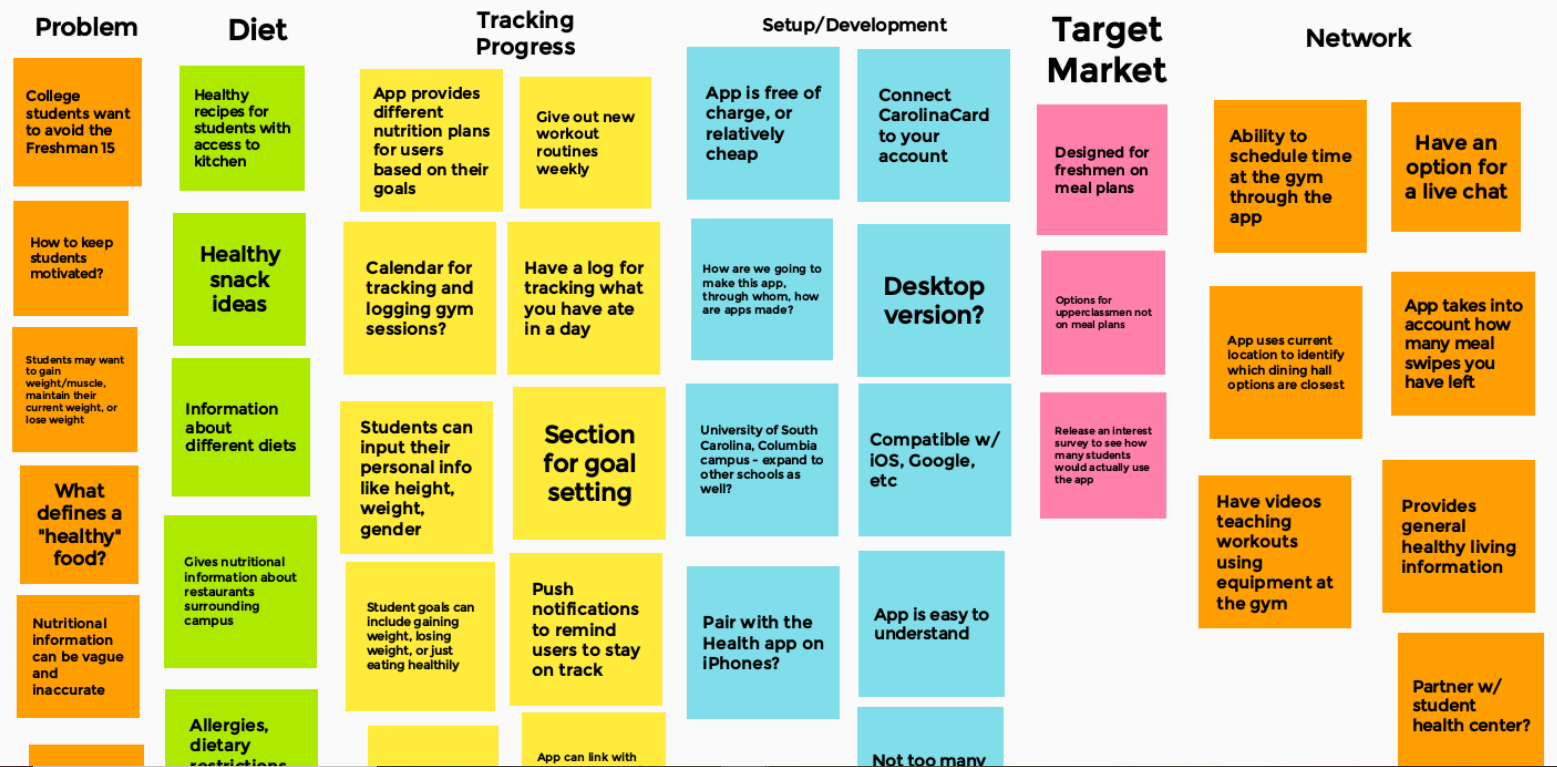 Problem
College
students want
to avoid the
Freshman 15
How to keep
students
motivated?
Students may want
to gain
weight/muscle,
maintain their
current weight, or
lose weight
What
defines a
"healthy"
food?
Nutritional
information
can be vague
and
inaccurate
Diet
Healthy
recipes for
students with
access to
kitchen
Healthy
snack
ideas
Information
about
different diets
Gives nutritional
information about
restaurants
surrounding
campus
Allergies,
dietary
restrictions
Tracking
Progress
App provides
different
nutrition plans
for users
based on their
goals
Give out new
workout
routines
weekly
Calendar for
tracking and
logging gym
sessions?
Have a log for
tracking what
you have ate
in a day
Students can
input their
personal info
like height,
weight,
gender
Section
for goal
setting
Student goals can
include gaining
weight, losing
weight, or just
eating healthily
Push
notifications
to remind
users to stay
on track
App can link with
Setup/Development
App is free of
charge, or
relatively
cheap
Connect
CarolinaCard
to your
account
How are we going to
make this app,
through whom, how
are apps made?
Desktop
version?
University of South
Carolina, Columbia
campus - expand to
other schools as
well?
Compatible w/
iOS, Google,
etc
Pair with the
Health app on
iPhones?
App is easy to
understand
Not too many
Target
Market
Designed for
freshmen on
meal plans
Options for
upperclassmen not
on meal plans
Release an interest
survey to see how
many students
would actually use
the app
Network
Ability to
schedule time
at the gym
through the
app
Have an
option for
a live chat
App uses current
location to identify
which dining hall
options are closest
App takes into
account how
many meal
swipes you
have left
Have videos
teaching
workouts
using
equipment at
the gym
Provides
general
healthy living
information
Partner w/
student
health center?